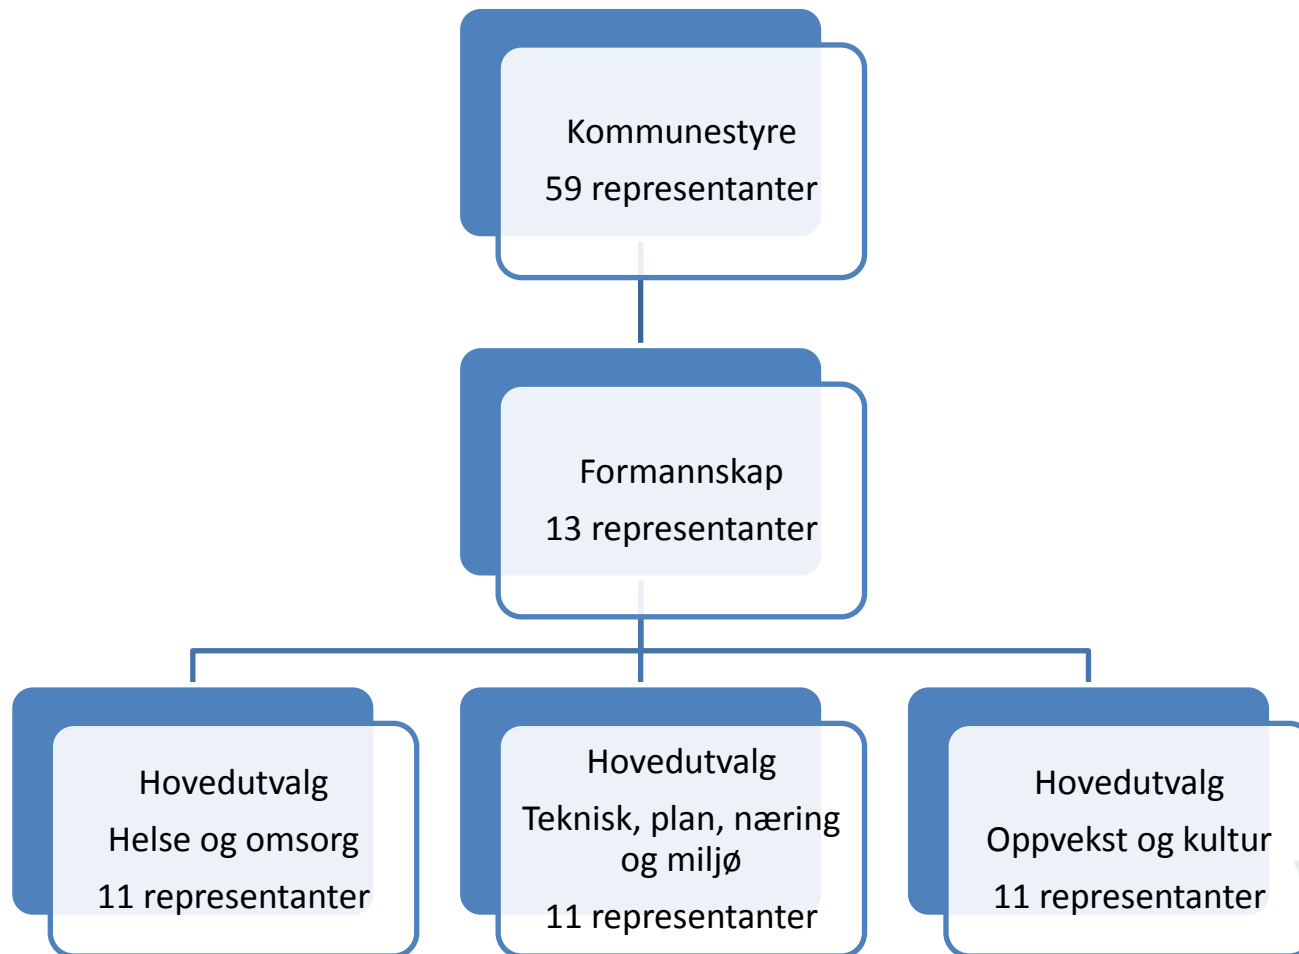 Kommunestyre
59 representanter
Formannskap
13 representanter
Hovedutvalg
Helse og omsorg
11 representanter
Hovedutvalg
Teknisk, plan, næring
og miljø
11 representanter
Hovedutvalg
Oppvekst og kultur
11 representanter